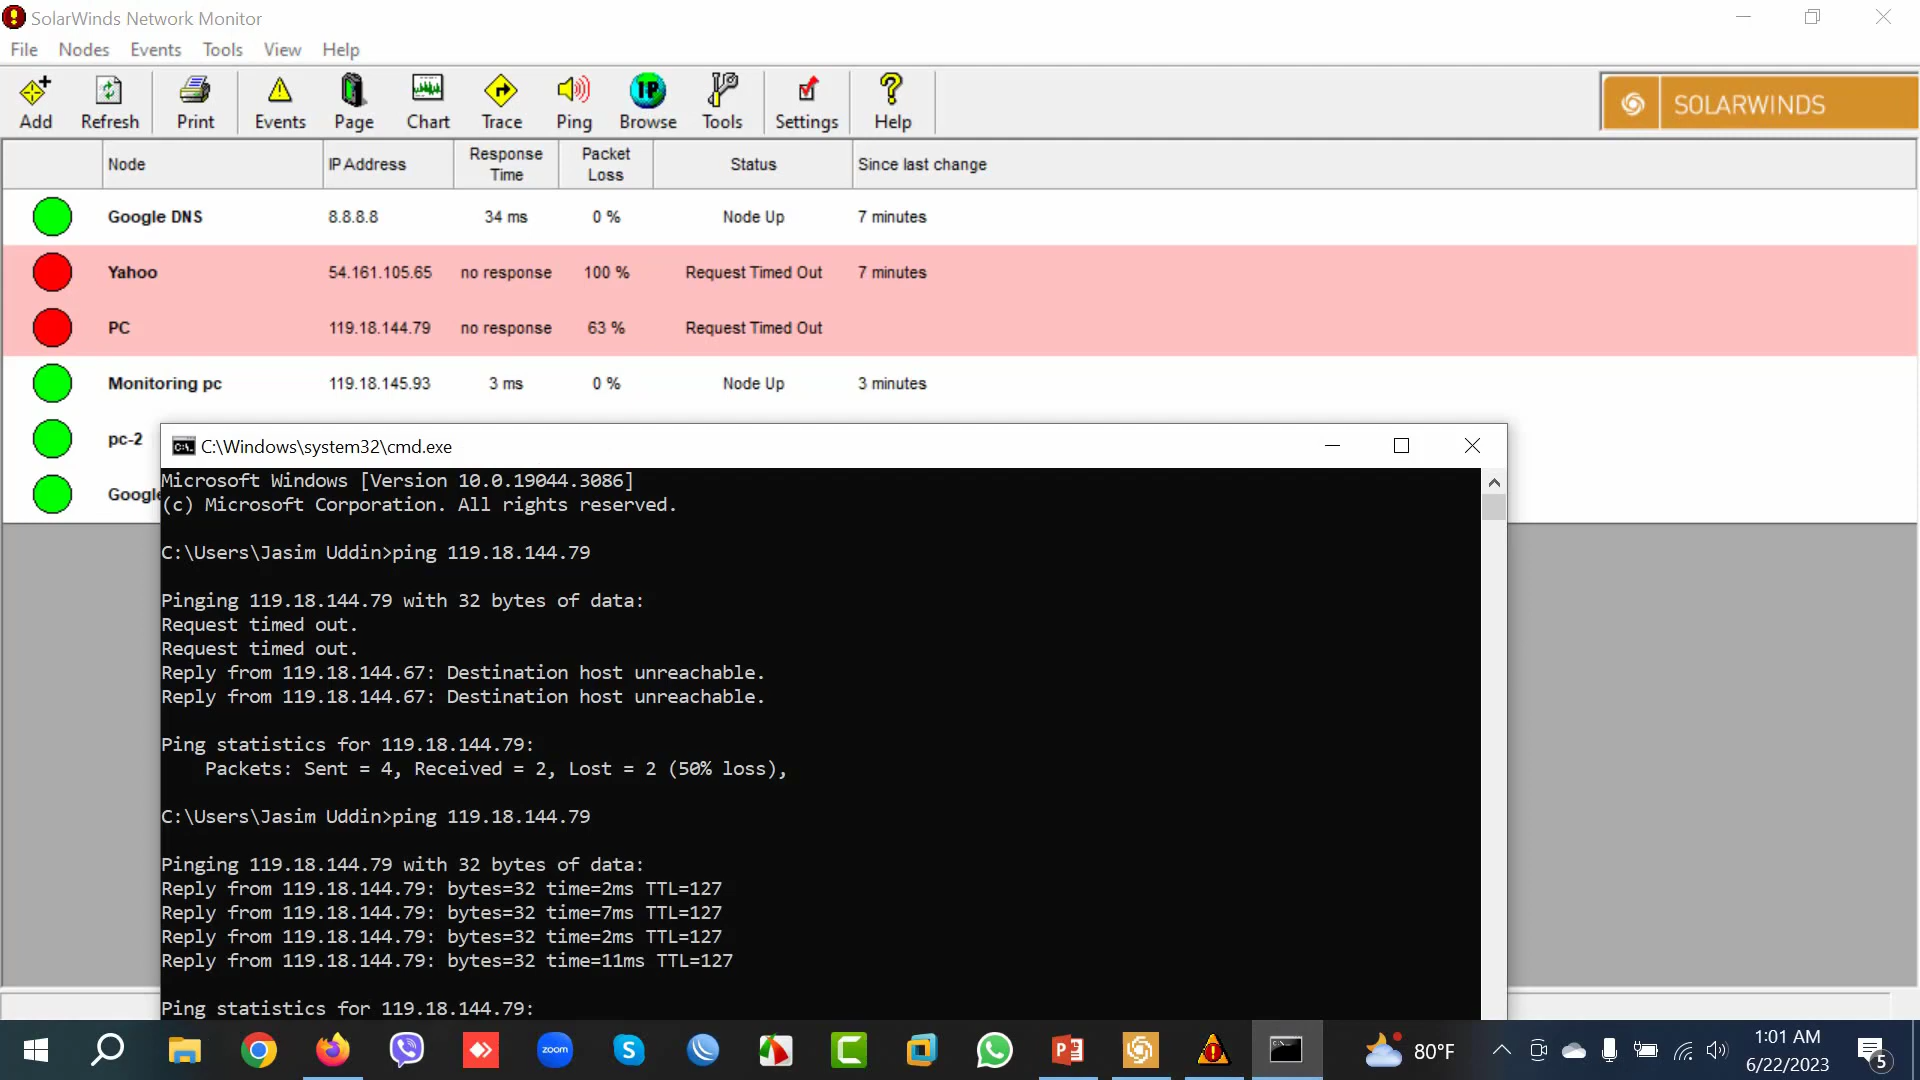 SolarWinds Network Monitor
File Nodes Events Tools View Help
Add Refresh Print Events Page Chart Trace Ping Browse Tools Settings Help
IP
SOLARWINDS
Node IP Address Response Time Packet Loss Status Since last change
Google DNS 8.8.8.8 34 ms 0 % Node Up 7 minutes
Yahoo 54.161.105.65 no response 100 % Request Timed Out 7 minutes
PC 119.18.144.79 no response 63 % Request Timed Out
Monitoring pc 119.18.145.93 3 ms 0 % Node Up 3 minutes
pc-2
Google
C:\Windows\system32\cmd.exe
Microsoft Windows [Version 10.0.19044.3086]
(c) Microsoft Corporation. All rights reserved.
C:\Users\Jasim Uddin>ping 119.18.144.79
Pinging 119.18.144.79 with 32 bytes of data:
Request timed out.
Request timed out.
Reply from 119.18.144.67: Destination host unreachable.
Reply from 119.18.144.67: Destination host unreachable.
Ping statistics for 119.18.144.79:
Packets: Sent = 4, Received = 2, Lost = 2 (50% loss),
C:\Users\Jasim Uddin>ping 119.18.144.79
Pinging 119.18.144.79 with 32 bytes of data:
Reply from 119.18.144.79: bytes=32 time=2ms TTL=127
Reply from 119.18.144.79: bytes=32 time=7ms TTL=127
Reply from 119.18.144.79: bytes=32 time=2ms TTL=127
Reply from 119.18.144.79: bytes=32 time=11ms TTL=127
Ping statistics for 119.18.144.79:
zoom
80°F
1:01 AM
6/22/2023
5